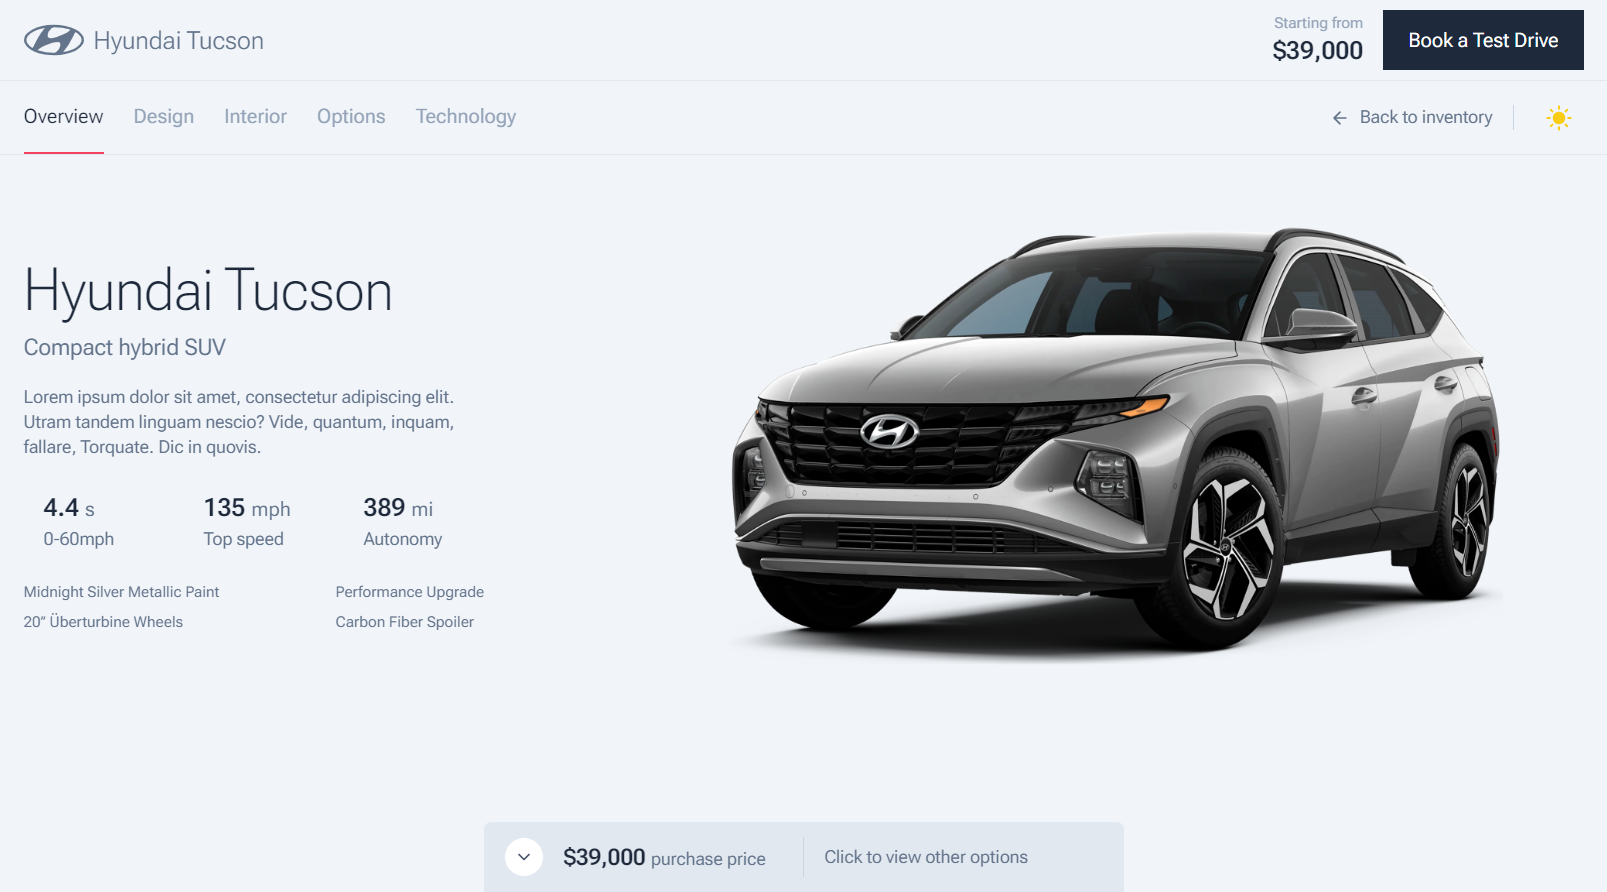 Hyundai Tucson
Starting from
$39,000
Book a Test Drive
Overview
Design
Interior
Options
Technology
Back to inventory
Hyundai Tucson
Compact hybrid SUV
Lorem ipsum dolor sit amet, consectetur adipiscing elit.
Utram tandem linguam nescio? Vide, quantum, inquam,
fallare, Torquate. Dic in quovis.
4.4 s
0-60mph
135 mph
Top speed
389 mi
Autonomy
Midnight Silver Metallic Paint
Performance Upgrade
20” Überturbine Wheels
Carbon Fiber Spoiler
$39,000 purchase price
Click to view other options